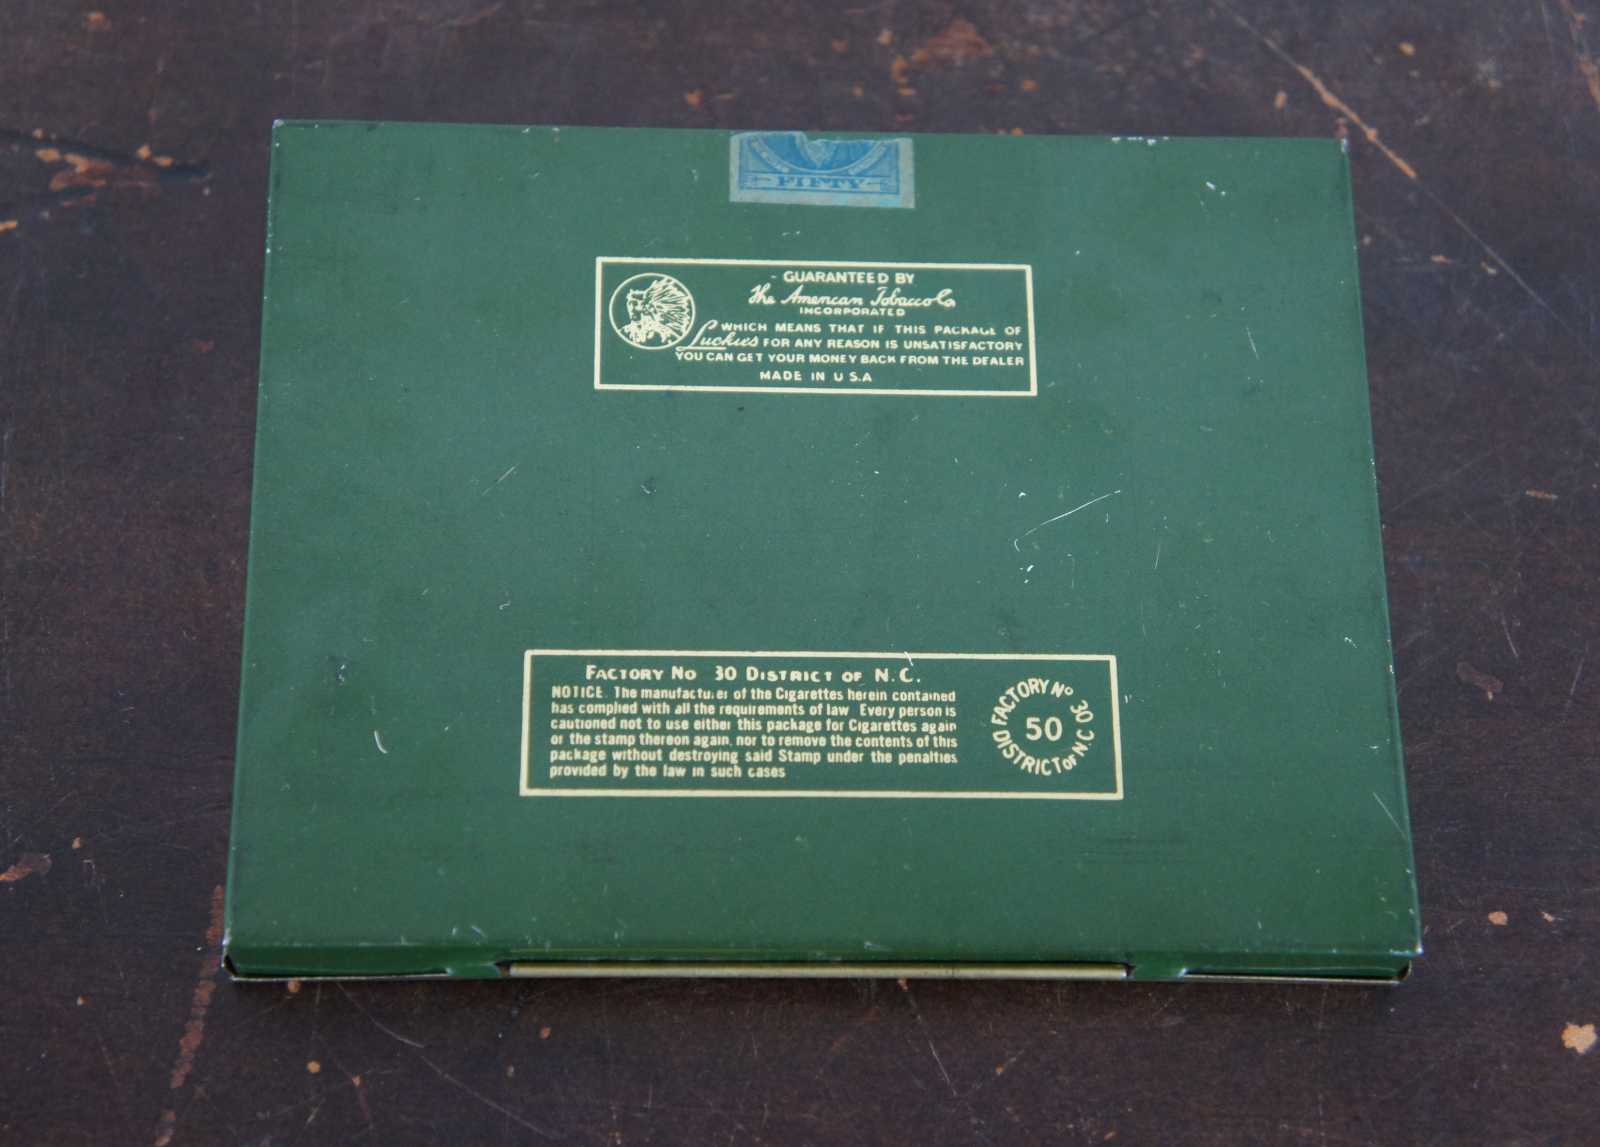 FIFTY
GUARANTEED BY
The American Tobacco Co
INCORPORATED
WHICH MEANS THAT IF THIS PACKAGE OF
Luckies FOR ANY REASON IS UNSATISFACTORY
YOU CAN GET YOUR MONEY BACK FROM THE DEALER
MADE IN U S.A
FACTORY No 30 DISTRICT OF N.C.
NOTICE. The manufacturer of the Cigarettes herein contained
has complied with all the requirements of law Every person is
cautioned not to use either this package for Cigarettes again
or the stamp thereon again, nor to remove the contents of this
package without destroying said Stamp under the penalties
provided by the law in such cases
FACTORY No 30
50
DISTRICT OF N.C